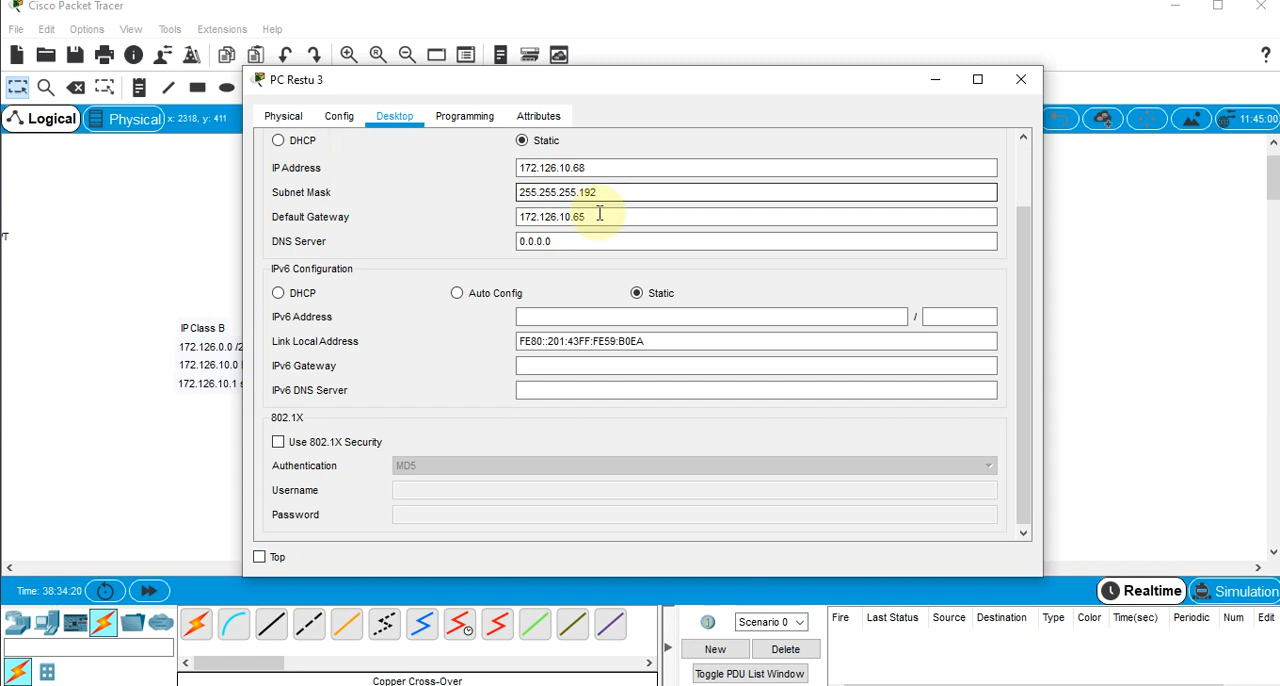 Cisco Packet Tracer
File Edit Options View Tools Extensions Help
?
Logical Physical x: 2318, y: 411 11:45:00
PC Restu 3
Physical Config Desktop Programming Attributes
DHCP Static
IP Address 172.126.10.68
Subnet Mask 255.255.255.192
Default Gateway 172.126.10.65
DNS Server 0.0.0.0
IPv6 Configuration
DHCP Auto Config Static
IPv6 Address /
Link Local Address FE80::201:43FF:FE59:B0EA
IPv6 Gateway
IPv6 DNS Server
802.1X
Use 802.1X Security
Authentication MD5
Username
Password
Top
IP Class B
172.126.0.0 /2
172.126.10.0
172.126.10.1 s
Time: 38:34:20 Realtime Simulation
Scenario 0
New Delete
Toggle PDU List Window
Fire Last Status Source Destination Type Color Time(sec) Periodic Num Edit
Copper Cross-Over